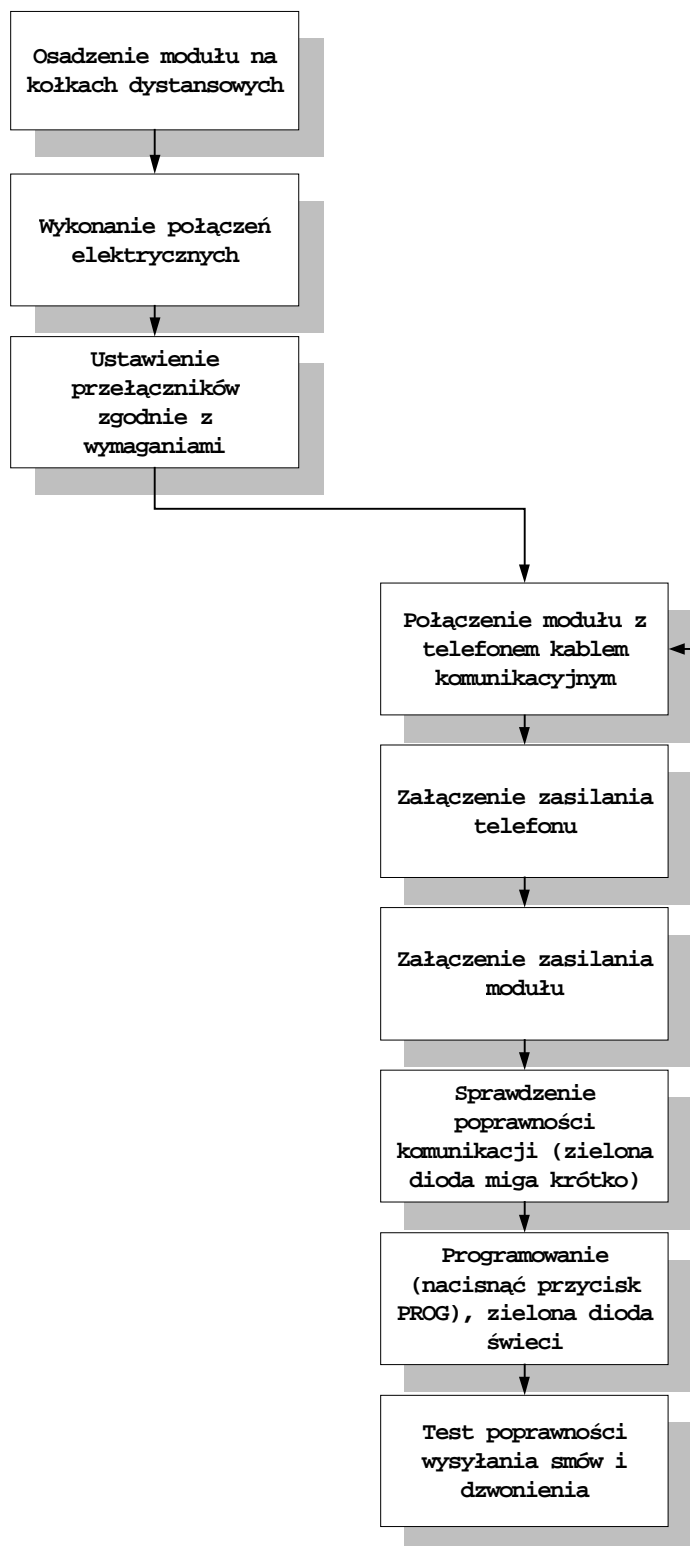 Osadzenie modułu na
kołkach dystansowych
Wykonanie połączeń
elektrycznych
Ustawienie
przełączników
zgodnie z
wymaganiami
Połączenie modułu z
telefonem kablem
komunikacyjnym
Załączenie zasilania
telefonu
Załączenie zasilania
modułu
Sprawdzenie
poprawności
komunikacji (zielona
dioda miga krótko)
Programowanie
(nacisnąć przycisk
PROG), zielona dioda
świeci
Test poprawności
wysyłania smów i
dzwonienia